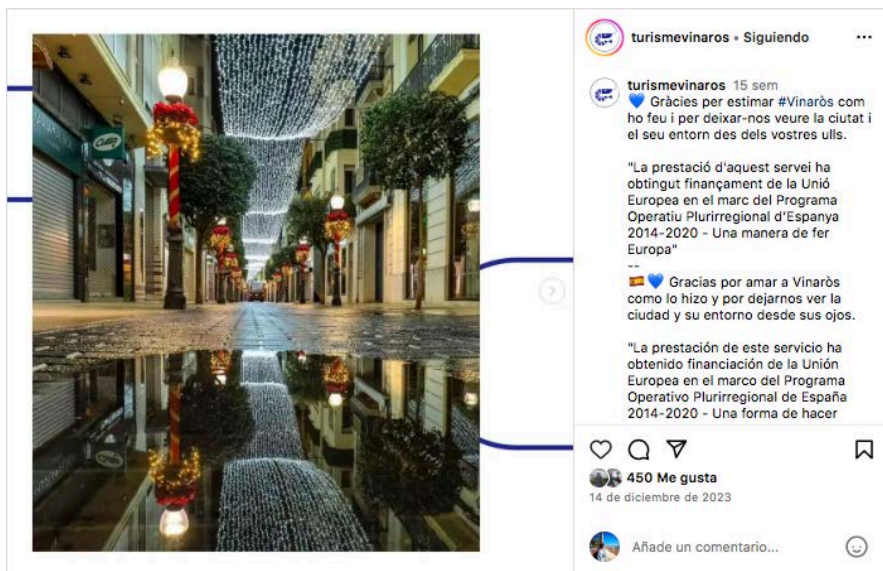 turismevinaros • Siguiendo
turismevinaros 15 sem
💙 Gràcies per estimar #Vinaròs com
ho feu i per deixar-nos veure la ciutat i
el seu entorn des dels vostres ulls.
"La prestació d'aquest servei ha
obtingut finançament de la Unió
Europea en el marc del Programa
Operatiu Plurirregional d'Espanya
2014-2020 - Una manera de fer
Europa"
--
🇪🇸💙 Gracias por amar a Vinaròs
como lo hizo y por dejarnos ver la
ciudad y su entorno desde sus ojos.
"La prestación de este servicio ha
obtenido financiación de la Unión
Europea en el marco del Programa
Operativo Plurirregional de España
2014-2020 - Una forma de hacer
450 Me gusta
14 de diciembre de 2023
Añade un comentario...